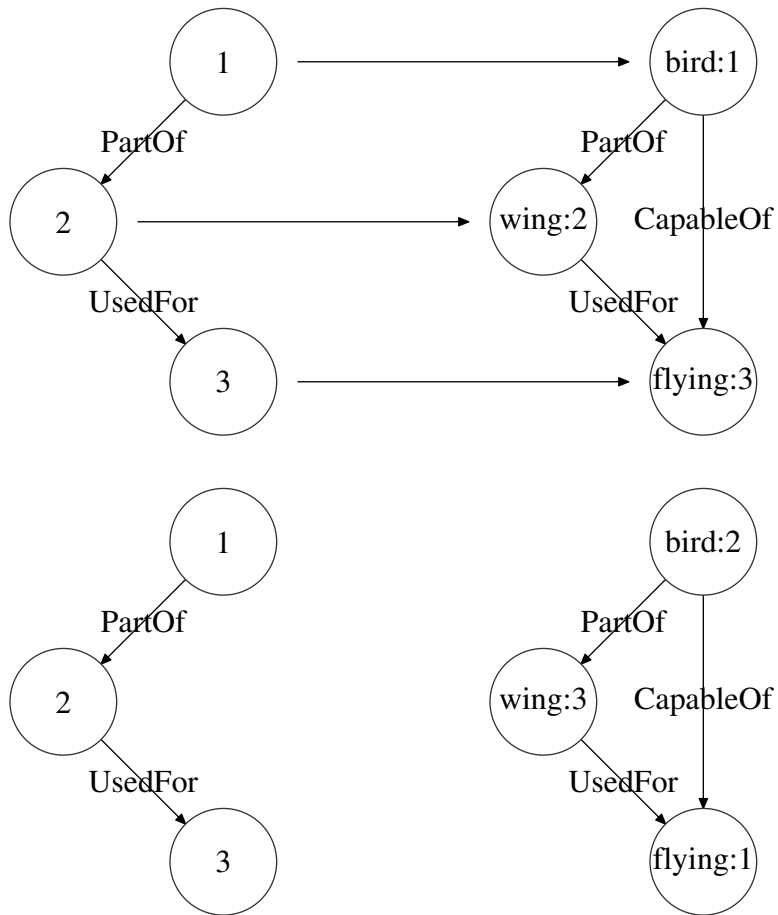 1 bird:1
PartOf PartOf
2 wing:2 CapableOf
UsedFor UsedFor
3 flying:3
1 bird:2
PartOf PartOf
2 wing:3 CapableOf
UsedFor UsedFor
3 flying:1